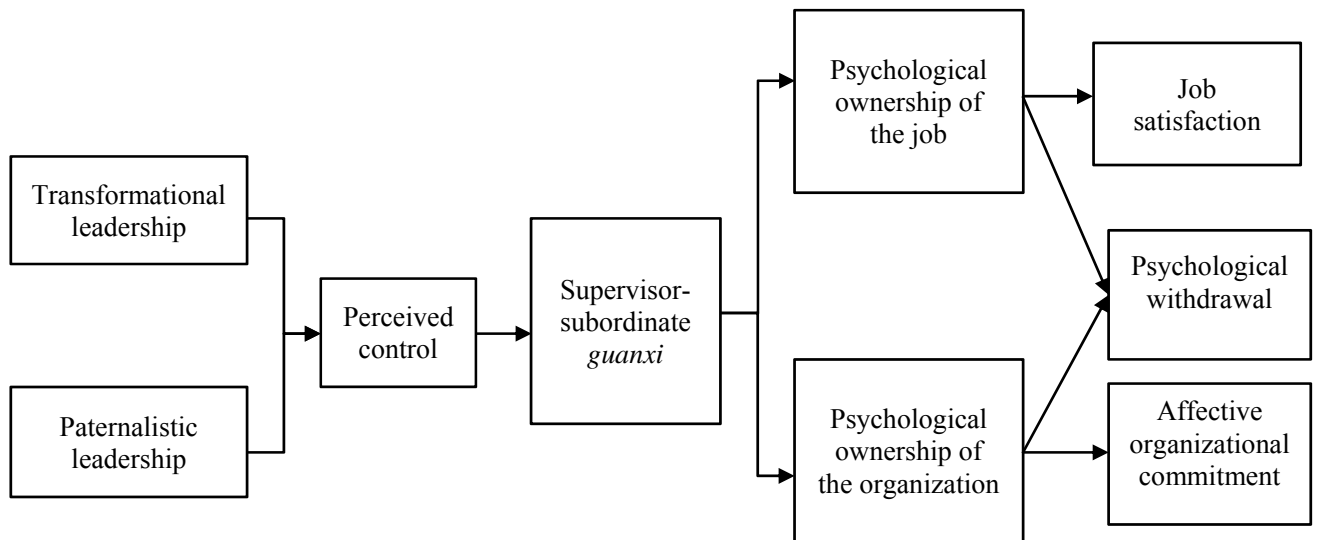 Transformational
leadership
Paternalistic
leadership
Perceived
control
Supervisor-
subordinate
guanxi
Psychological
ownership of
the job
Psychological
ownership of
the organization
Job
satisfaction
Psychological
withdrawal
Affective
organizational
commitment